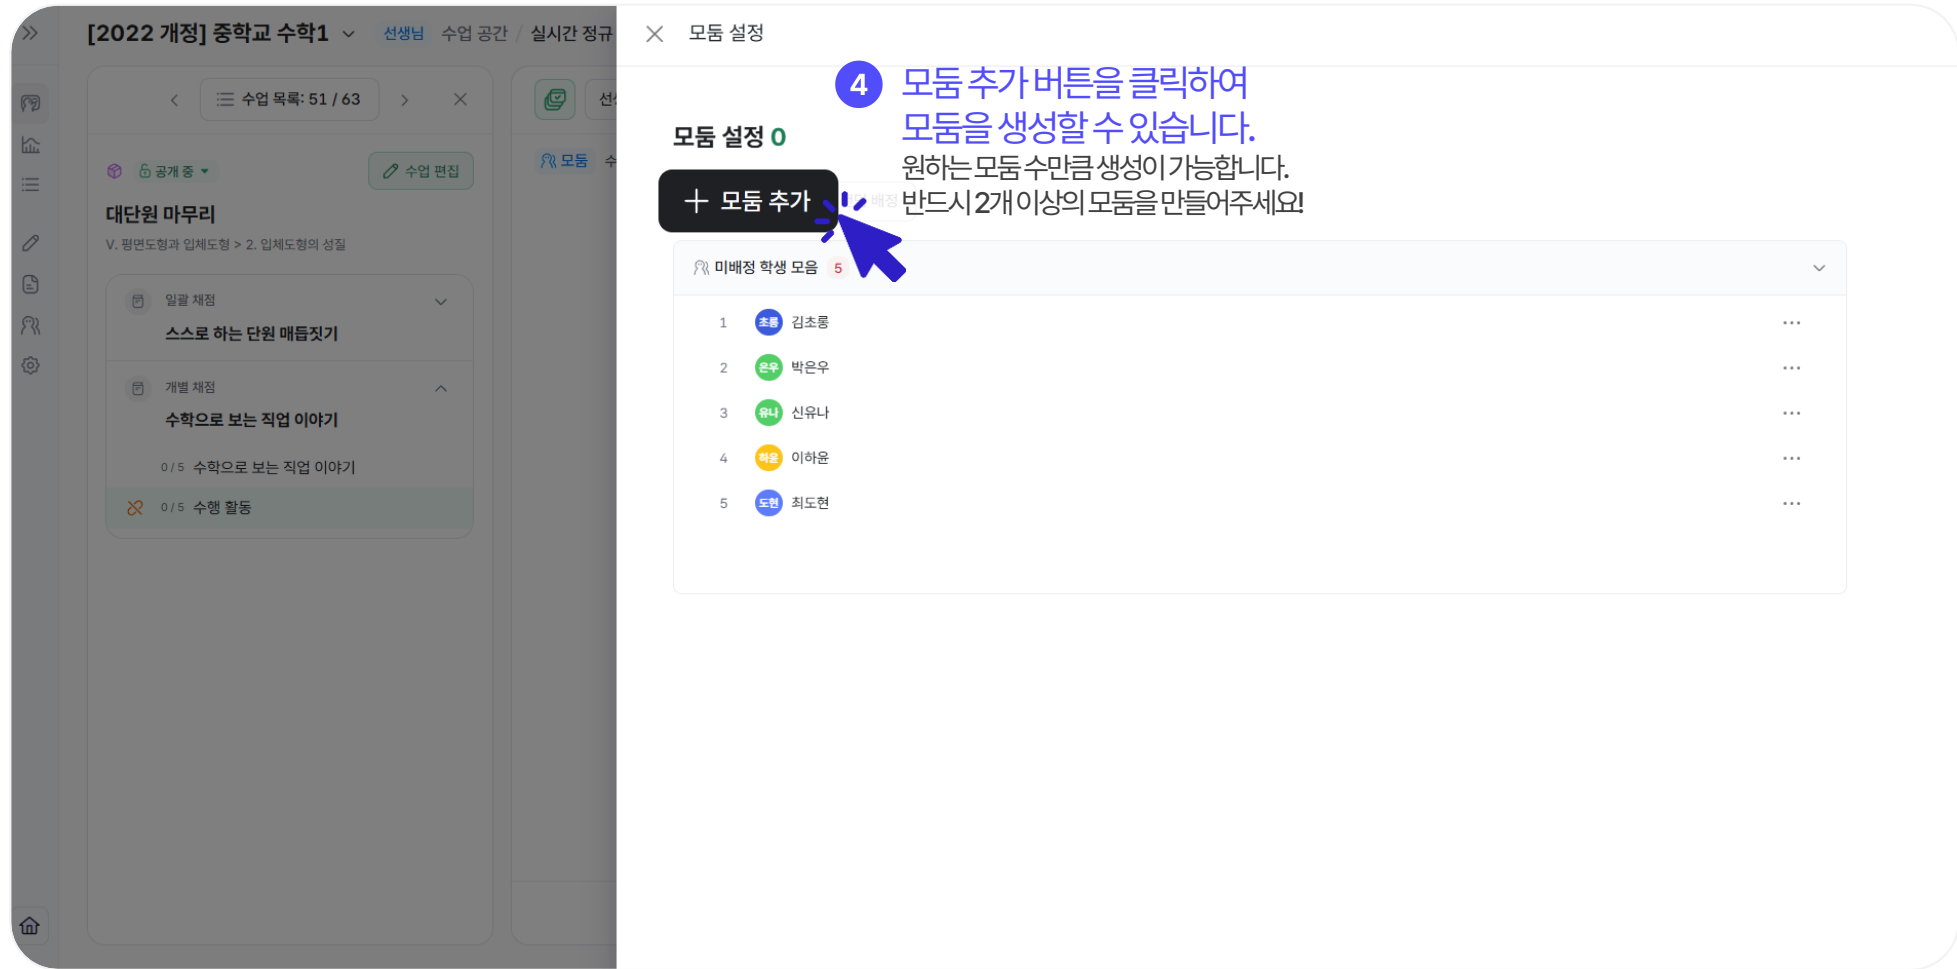 [2022 개정] 중학교 수학1 선생님 수업 공간 / 실시간 정규
수업 목록: 51 / 63
공개 중
수업 편집
대단원 마무리
V. 평면도형과 입체도형 > 2. 입체도형의 성질
일괄 채점
스스로 하는 단원 매듭짓기
개별 채점
수학으로 보는 직업 이야기
0 / 5 수학으로 보는 직업 이야기
0 / 5 수행 활동
모둠
모둠 설정
4 모둠 추가 버튼을 클릭하여
모둠을 생성할 수 있습니다.
원하는 모둠 수만큼 생성이 가능합니다.
반드시 2개 이상의 모둠을 만들어주세요!
모둠 설정 0
모둠 추가
배정
미배정 학생 모음 5
1 초롱 김초롱
2 은우 박은우
3 유나 신유나
4 하윤 이하윤
5 도현 최도현